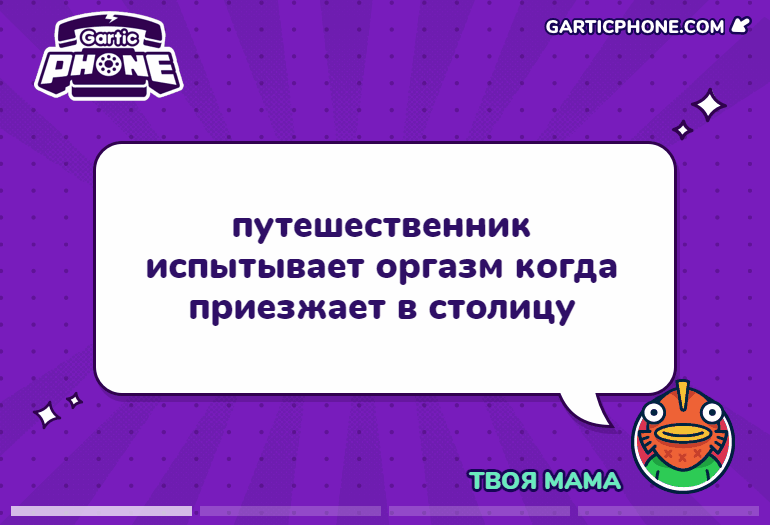 Gartic
PHONE
GARTICPHONE.COM
путешественник
испытывает оргазм когда
приезжает в столицу
ТВОЯ МАМА